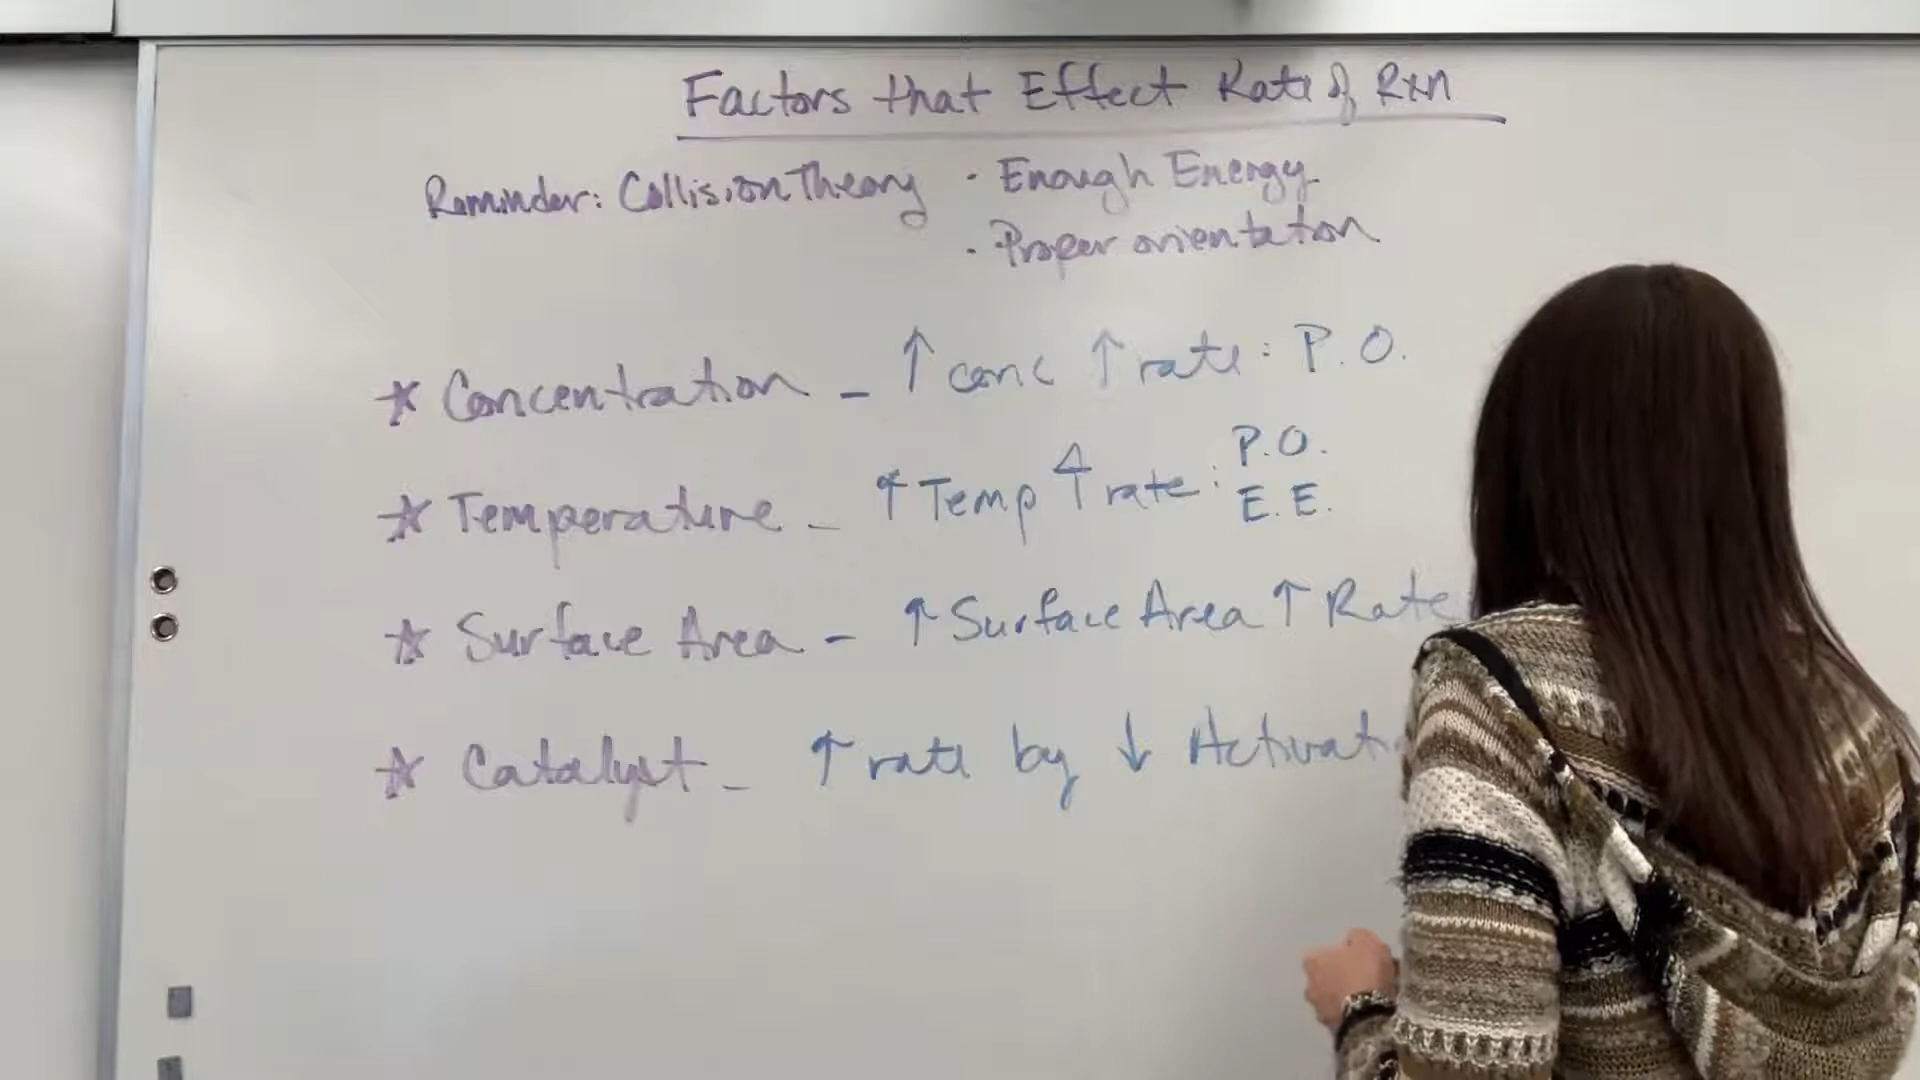 Factors that Effect Rate of Rxn
Reminder: Collision Theory · Enough Energy
· Proper orientation
☆ Concentration - ↑ conc ↑ rate: P.O.
☆ Temperature - ↑ Temp ↑ rate: P.O.
E.E.
☆ Surface Area - ↑ Surface Area ↑ Rate
☆ Catalyst - ↑ rate by ↓ Activati